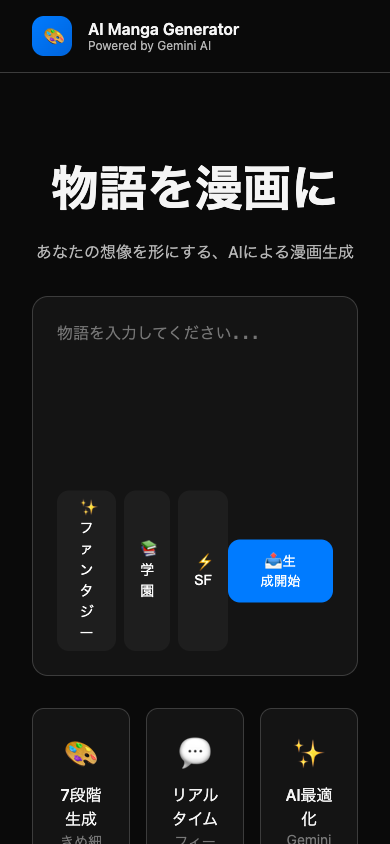 AI Manga Generator
Powered by Gemini AI
物語を漫画に
あなたの想像を形にする、AIによる漫画生成
物語を入力してください...
✨
フ
ァ
ン
タ
ジ
ー
📚
学
園
⚡
SF
📤生
成開始
7段階
生成
きめ細
リアル
タイム
フィー
AI最適
化
Gemini